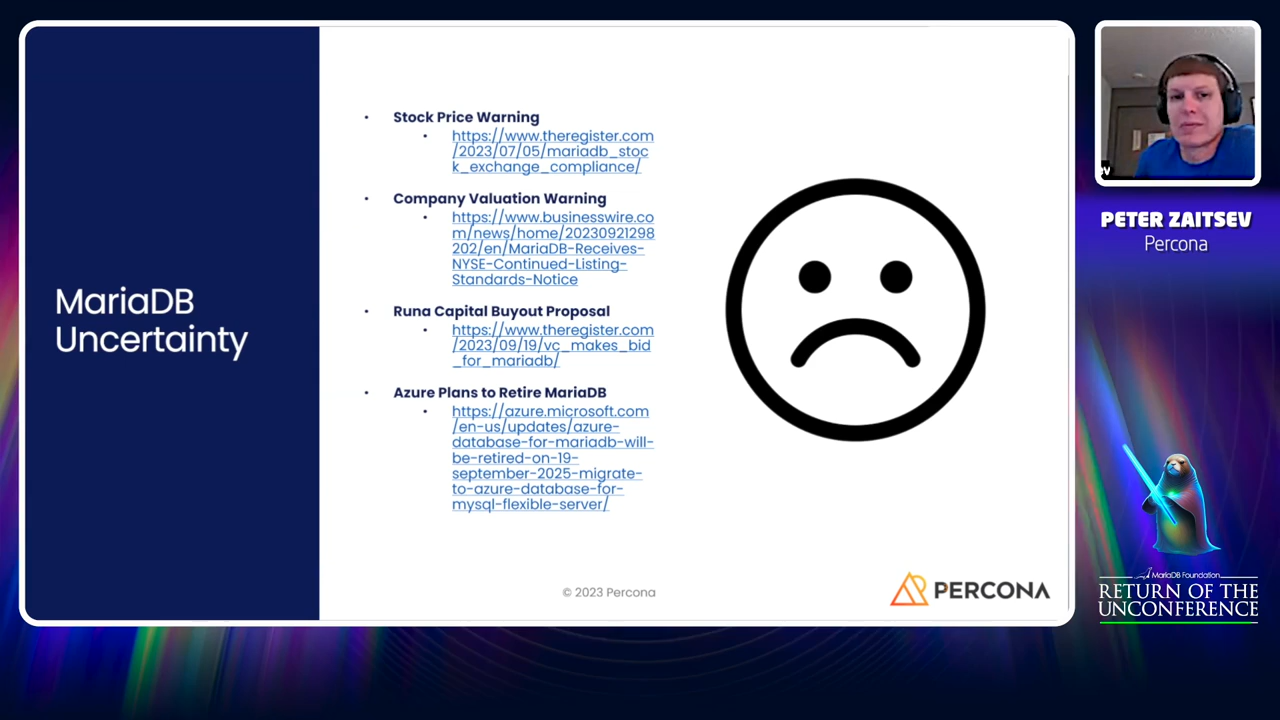 MariaDB
Uncertainty
• Stock Price Warning
• https://www.theregister.com
/2023/07/05/mariadb_stoc
k_exchange_compliance/
• Company Valuation Warning
• https://www.businesswire.co
m/news/home/20230921298
202/en/MariaDB-Receives-
NYSE-Continued-Listing-
Standards-Notice
• Runa Capital Buyout Proposal
• https://www.theregister.com
/2023/09/19/vc_makes_bid
_for_mariadb/
• Azure Plans to Retire MariaDB
• https://azure.microsoft.com
/en-us/updates/azure-
database-for-mariadb-will-
be-retired-on-19-
september-2025-migrate-
to-azure-database-for-
mysql-flexible-server/
© 2023 Percona
PERCONA
PETER ZAITSEV
Percona
MariaDB Foundation
RETURN OF THE
UNCONFERENCE